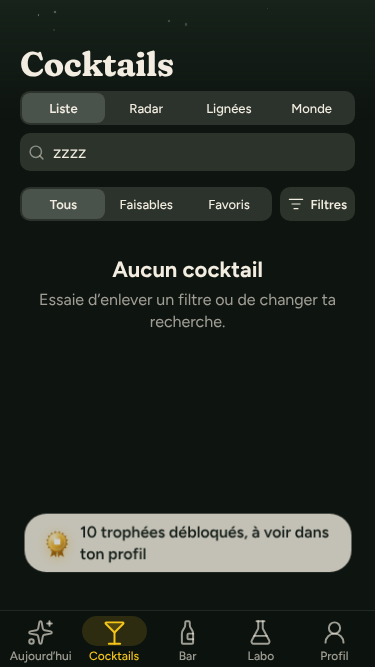 Cocktails
Liste Radar Lignées Monde
zzzz
Tous Faisables Favoris Filtres
Aucun cocktail
Essaie d'enlever un filtre ou de changer ta
recherche.
10 trophées débloqués, à voir dans
ton profil
Aujourd'hui Cocktails Bar Labo Profil